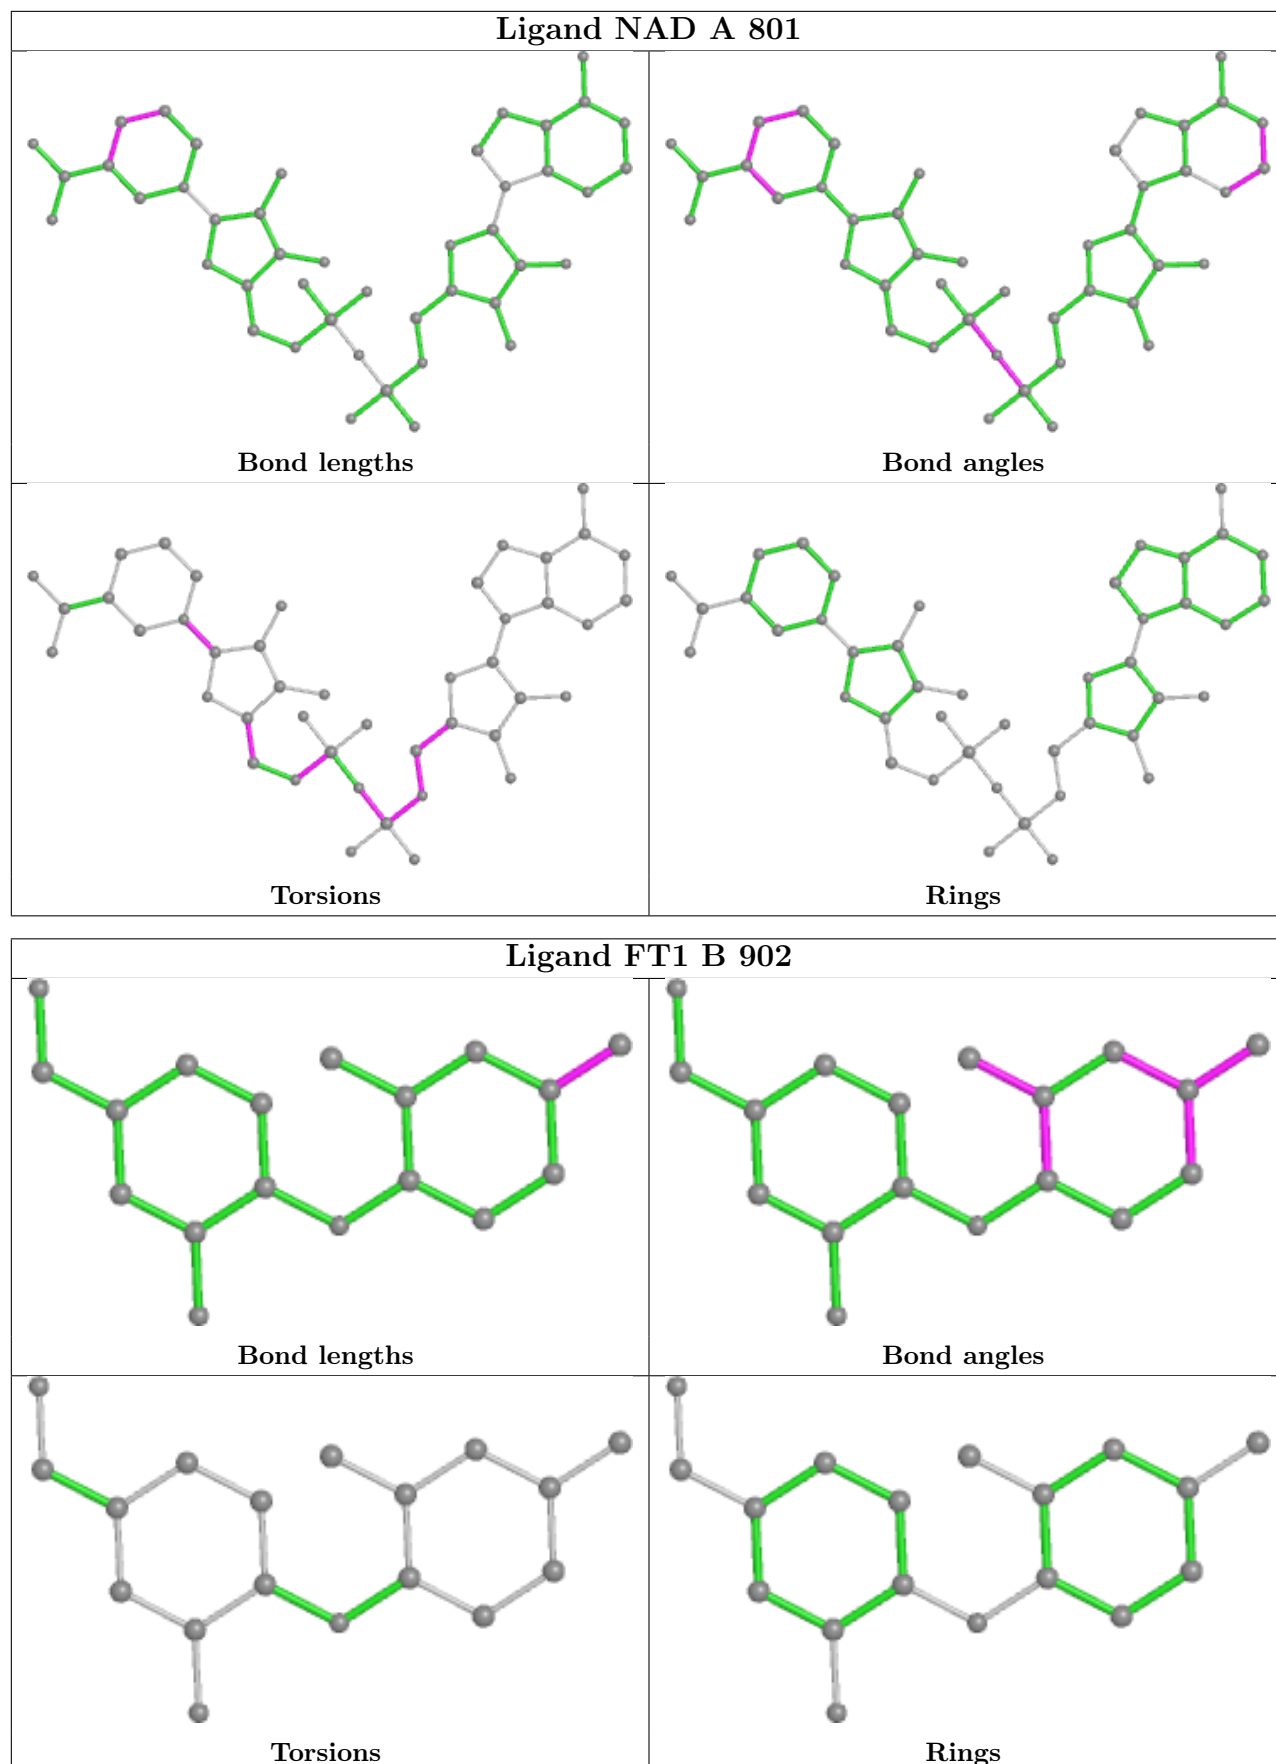 Ligand NAD A 801
Bond lengths
Bond angles
Torsions
Rings
Ligand FT1 B 902
Bond lengths
Bond angles
Torsions
Rings